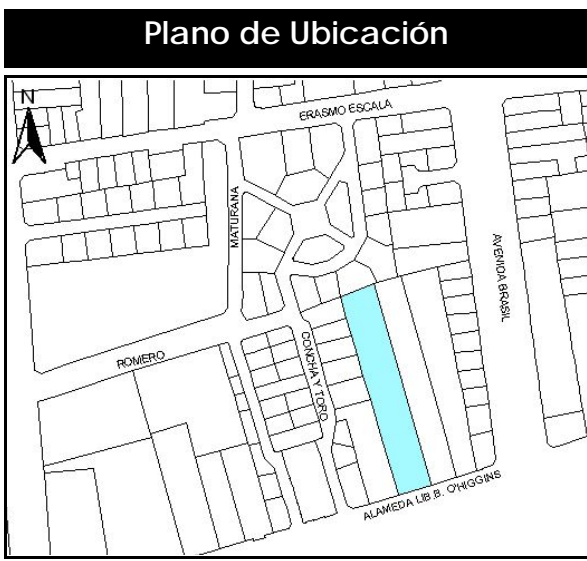 Plano de Ubicación
N
ERASMO ESCALA
MATURANA
AVENIDA BRASIL
ROMERO
CONCHA Y TORO
ALAMEDA LIB.B. O'HIGGINS